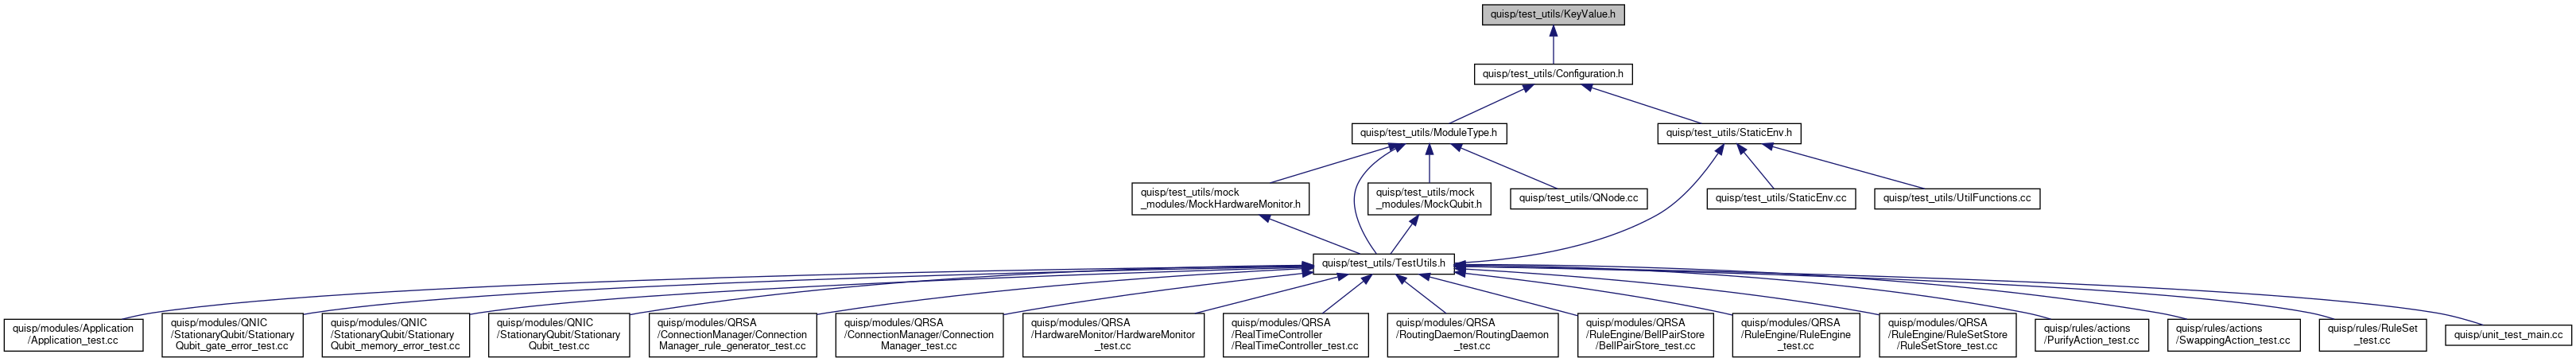 quisp/test_utils/KeyValue.h
quisp/test_utils/Configuration.h
quisp/test_utils/ModuleType.h
quisp/test_utils/StaticEnv.h
quisp/test_utils/mock
_modules/MockHardwareMonitor.h
quisp/test_utils/mock
_modules/MockQubit.h
quisp/test_utils/QNode.cc
quisp/test_utils/StaticEnv.cc
quisp/test_utils/UtilFunctions.cc
quisp/test_utils/TestUtils.h
quisp/modules/Application
/Application_test.cc
quisp/modules/QNIC
/StationaryQubit/Stationary
Qubit_gate_error_test.cc
quisp/modules/QNIC
/StationaryQubit/Stationary
Qubit_memory_error_test.cc
quisp/modules/QNIC
/StationaryQubit/Stationary
Qubit_test.cc
quisp/modules/QRSA
/ConnectionManager/Connection
Manager_rule_generator_test.cc
quisp/modules/QRSA
/ConnectionManager/Connection
Manager_test.cc
quisp/modules/QRSA
/HardwareMonitor/HardwareMonitor
_test.cc
quisp/modules/QRSA
/RealTimeController
/RealTimeController_test.cc
quisp/modules/QRSA
/RoutingDaemon/RoutingDaemon
_test.cc
quisp/modules/QRSA
/RuleEngine/BellPairStore
/BellPairStore_test.cc
quisp/modules/QRSA
/RuleEngine/RuleEngine
_test.cc
quisp/modules/QRSA
/RuleEngine/RuleSetStore
/RuleSetStore_test.cc
quisp/rules/actions
/PurifyAction_test.cc
quisp/rules/actions
/SwappingAction_test.cc
quisp/rules/RuleSet
_test.cc
quisp/unit_test_main.cc